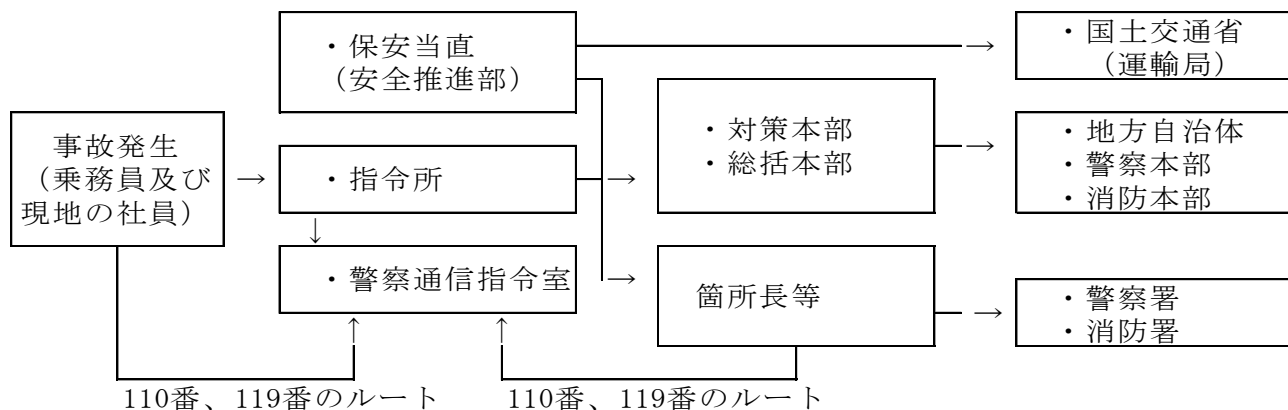 ・保安当直
(安全推進部)
・国土交通省
(運輸局)
事故発生
(乗務員及び
現地の社員)
→
・指令所
→
・対策本部
・総括本部
→
・地方自治体
・警察本部
・消防本部
→
↓
・警察通信指令室
→
箇所長等
→
・警察署
・消防署
↑
↑
110番、119番のルート
110番、119番のルート